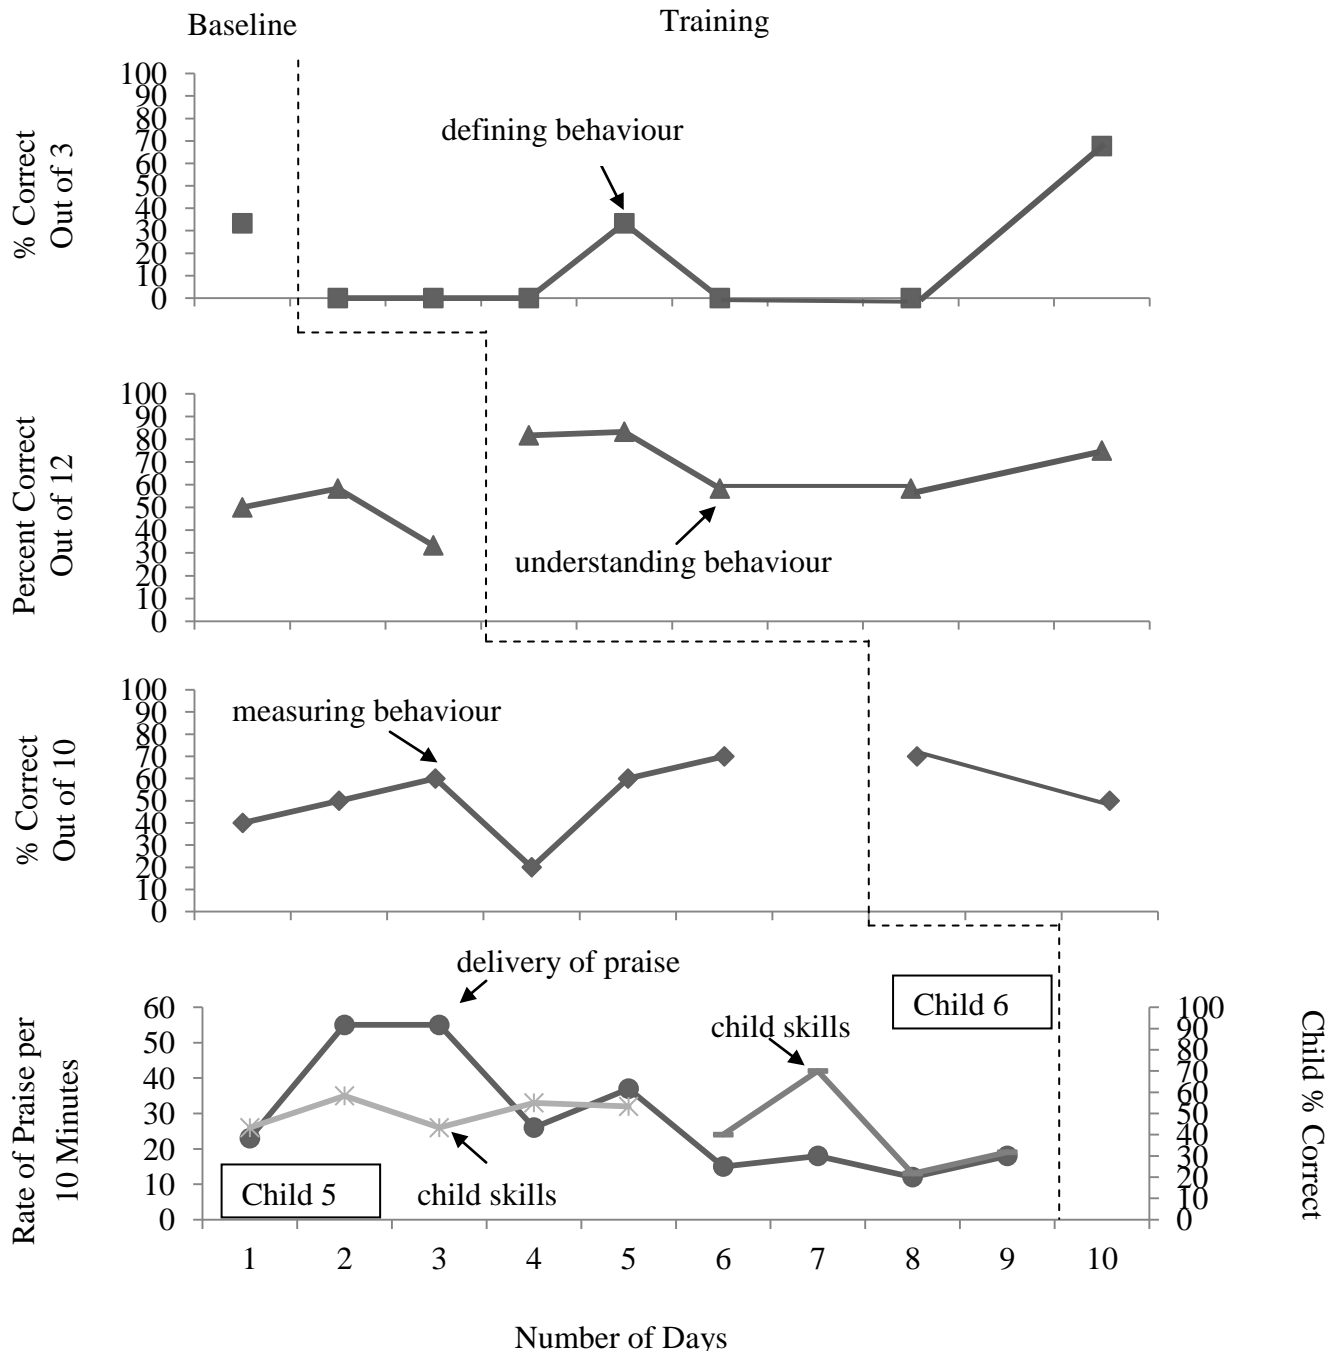 Baseline
Training
% Correct
Out of 3
100
90
80
70
60
50
40
30
20
10
0
defining behaviour
Percent Correct
Out of 12
100
90
80
70
60
50
40
30
20
10
0
understanding behaviour
% Correct
Out of 10
100
90
80
70
60
50
40
30
20
10
0
measuring behaviour
Rate of Praise per
10 Minutes
60
50
40
30
20
10
0
delivery of praise
Child 5
child skills
child skills
Child 6
100
90
80
70
60
50
40
30
20
10
0
Child % Correct
1 2 3 4 5 6 7 8 9 10
Number of Days